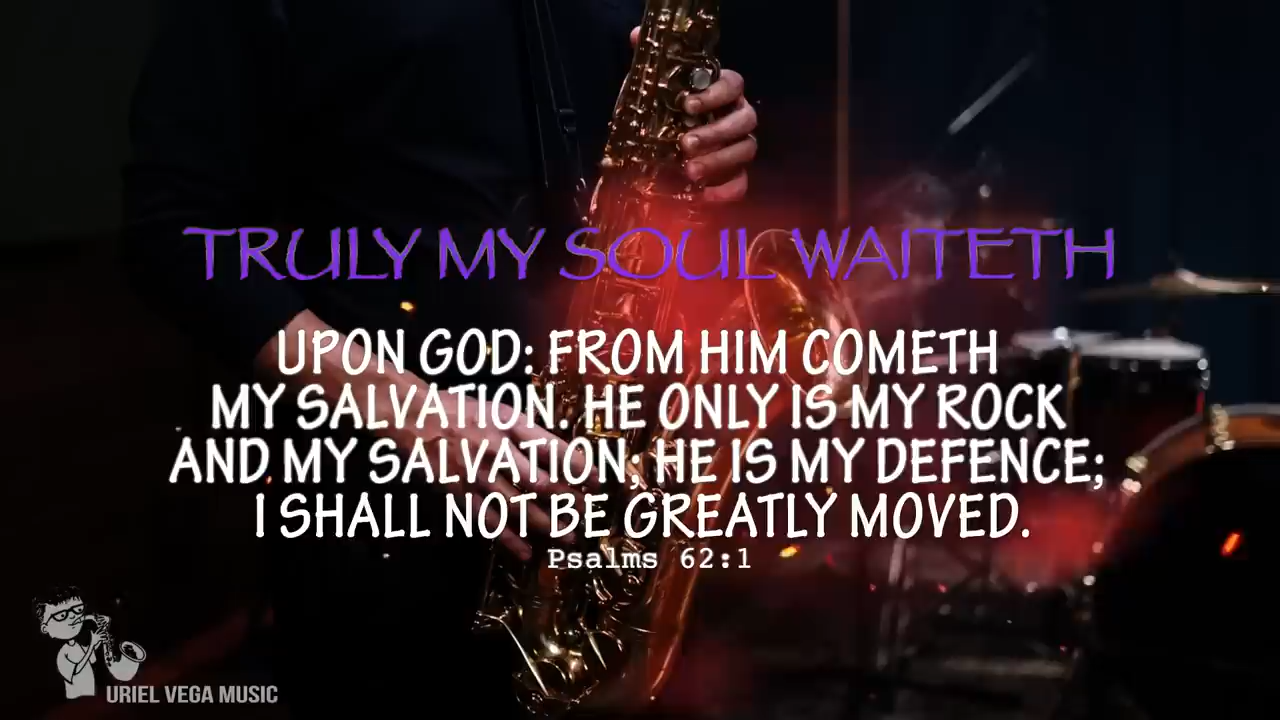 TRULY MY SOUL WAITETH
UPON GOD: FROM HIM COMETH
MY SALVATION. HE ONLY IS MY ROCK
AND MY SALVATION; HE IS MY DEFENCE;
I SHALL NOT BE GREATLY MOVED.
Psalms 62:1
URIEL VEGA MUSIC